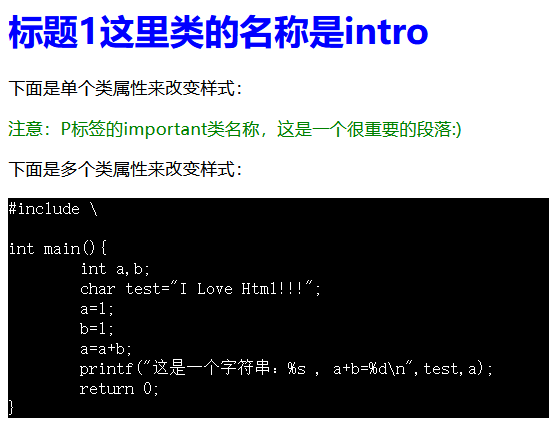 标题1这里类的名称是intro
下面是单个类属性来改变样式：
注意：P标签的important类名称，这是一个很重要的段落:)
下面是多个类属性来改变样式：
#include \
int main(){
        int a,b;
        char test="I Love Html!!!";
        a=1;
        b=1;
        a=a+b;
        printf("这是一个字符串：%s , a+b=%d\n",test,a);
        return 0;
}